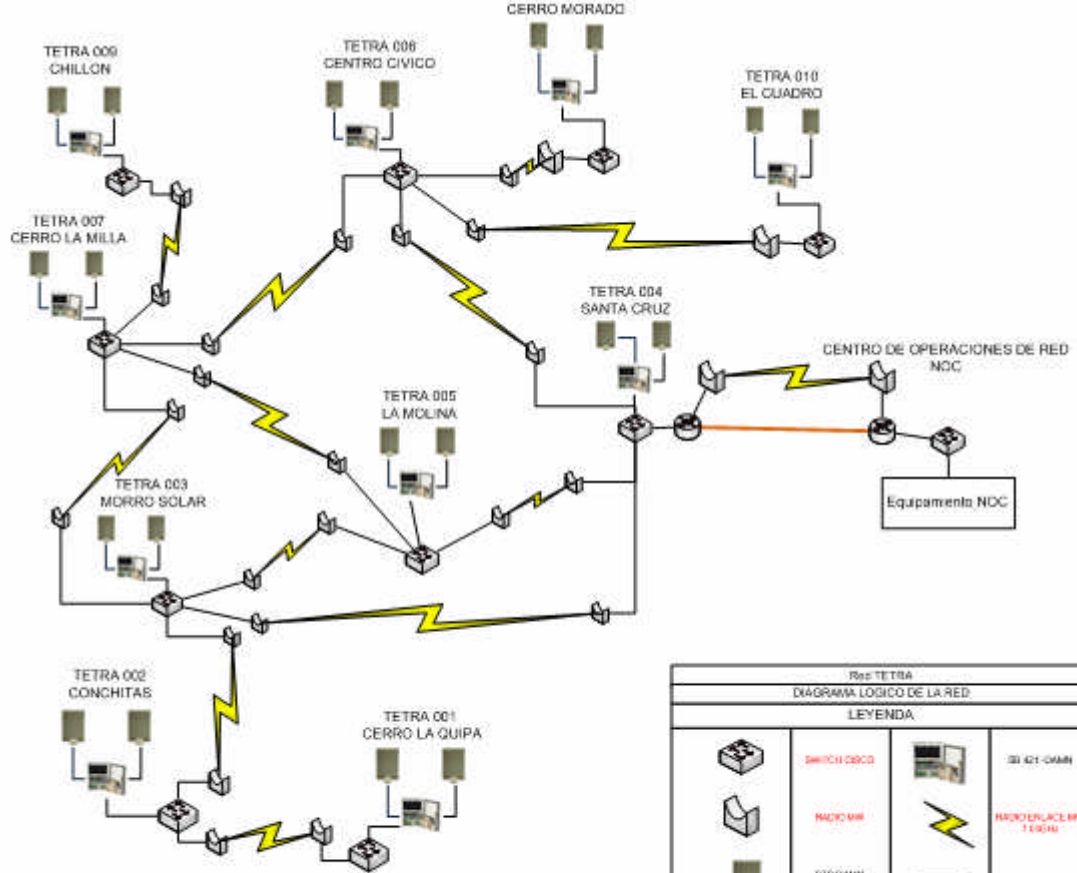 CERRO MORADO
TETRA 009
CHILLON
TETRA 006
CENTRO CIVICO
TETRA 010
EL CUADRO
TETRA 007
CERRO LA MILLA
TETRA 004
SANTA CRUZ
CENTRO DE OPERACIONES DE RED
NOC
TETRA 005
LA MOLINA
TETRA 003
MORRO SOLAR
Equipamiento NOC
TETRA 002
CONCHITAS
TETRA 001
CERRO LA QUIPA
Red TETRA
DIAGRAMA LOGICO DE LA RED
LEYENDA
SWITCH CISCO
RADIO MW
RADIO ENLACE